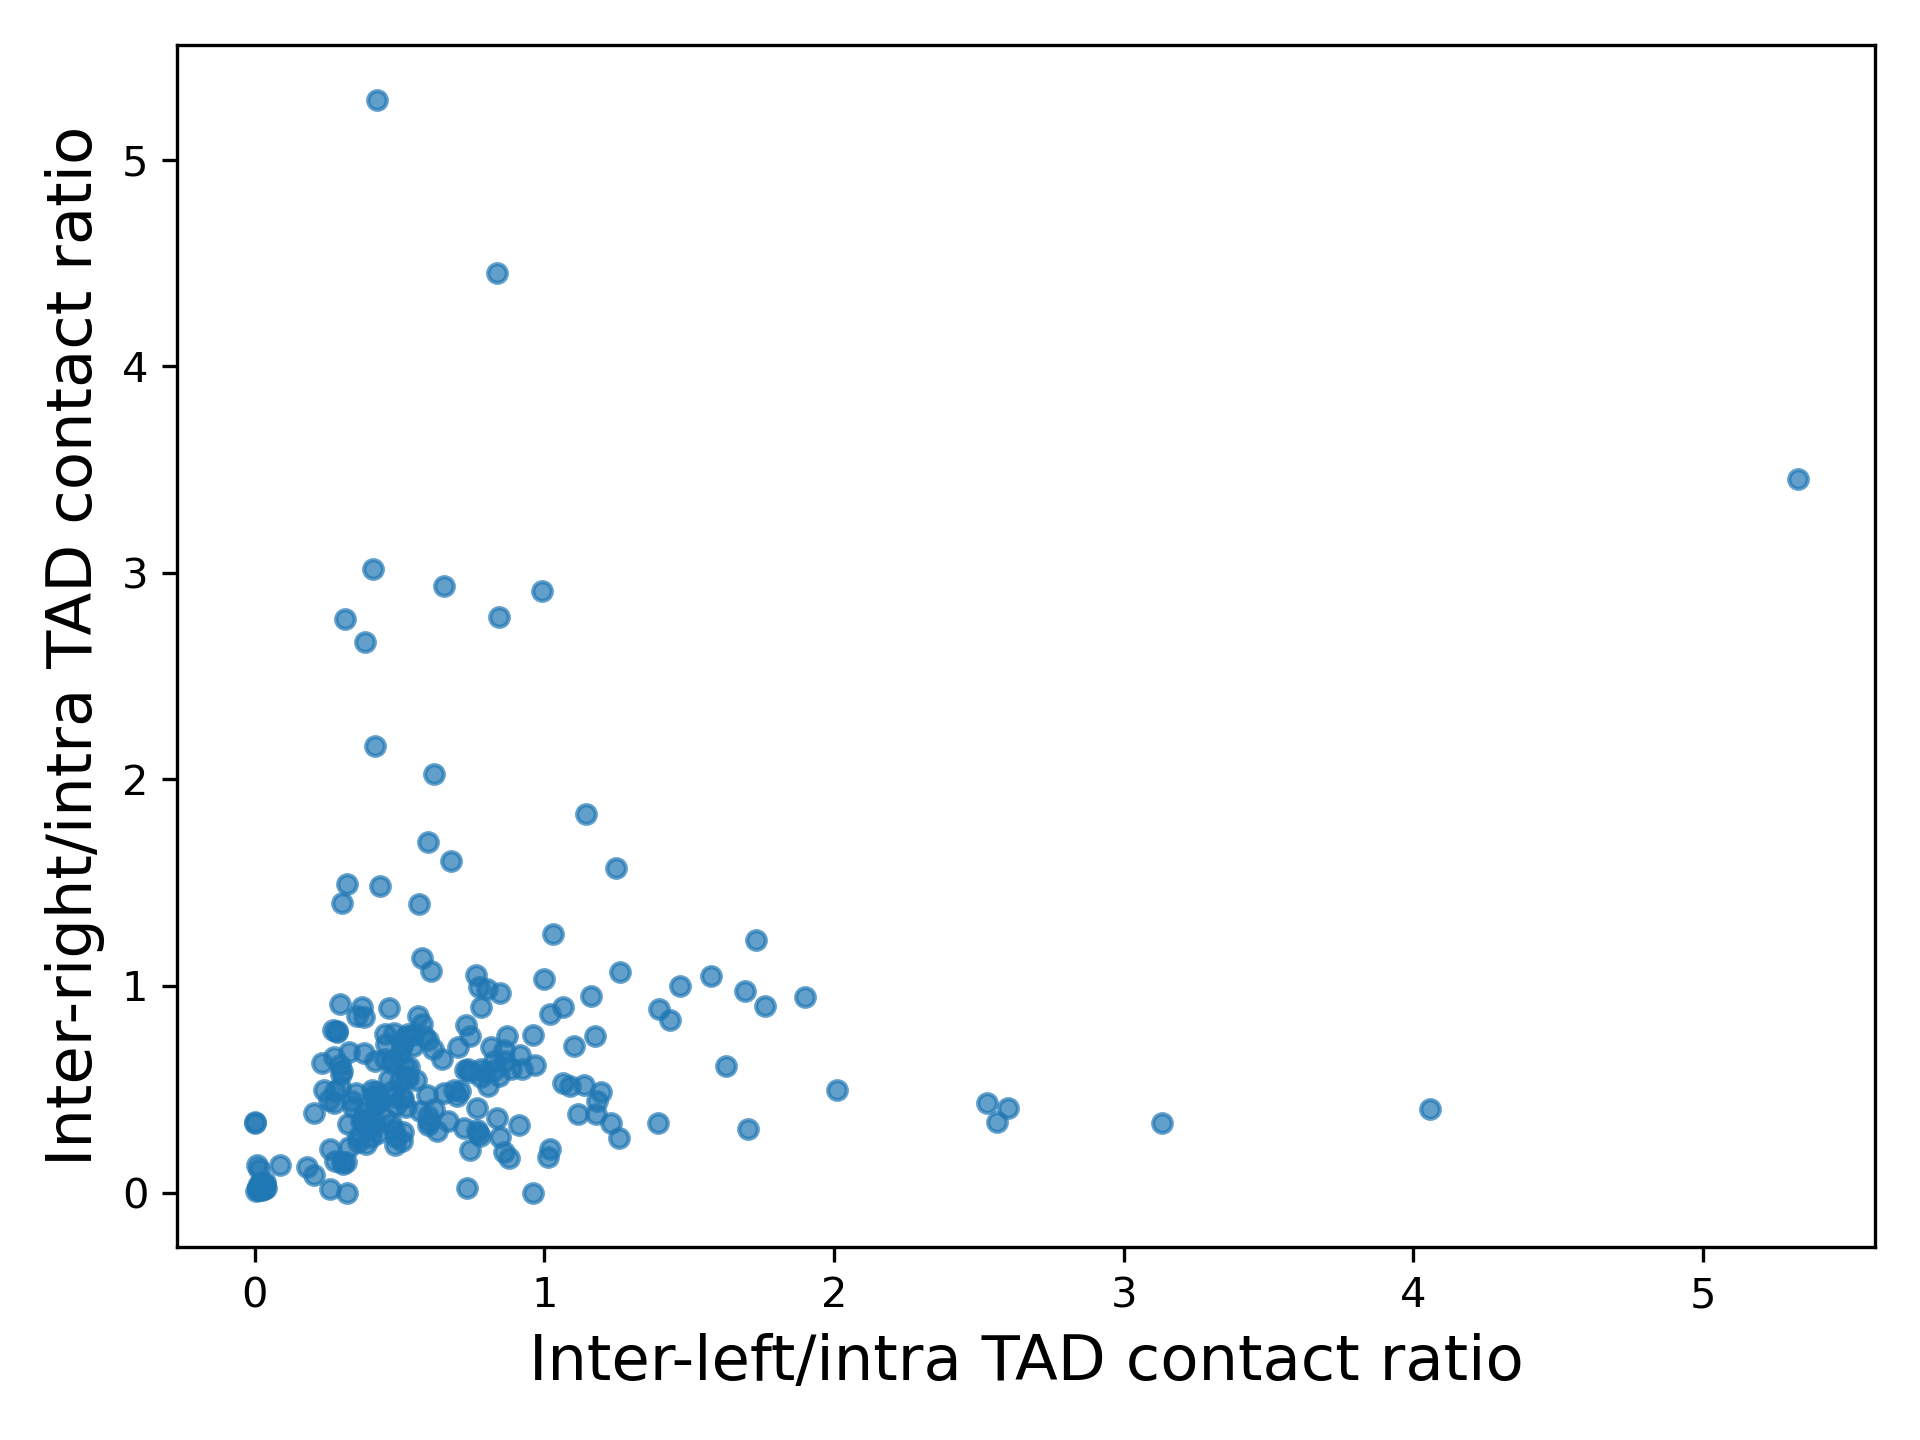 Inter-right/intra TAD contact ratio
5
4
3
2
1
0
0 1 2 3 4 5
Inter-left/intra TAD contact ratio